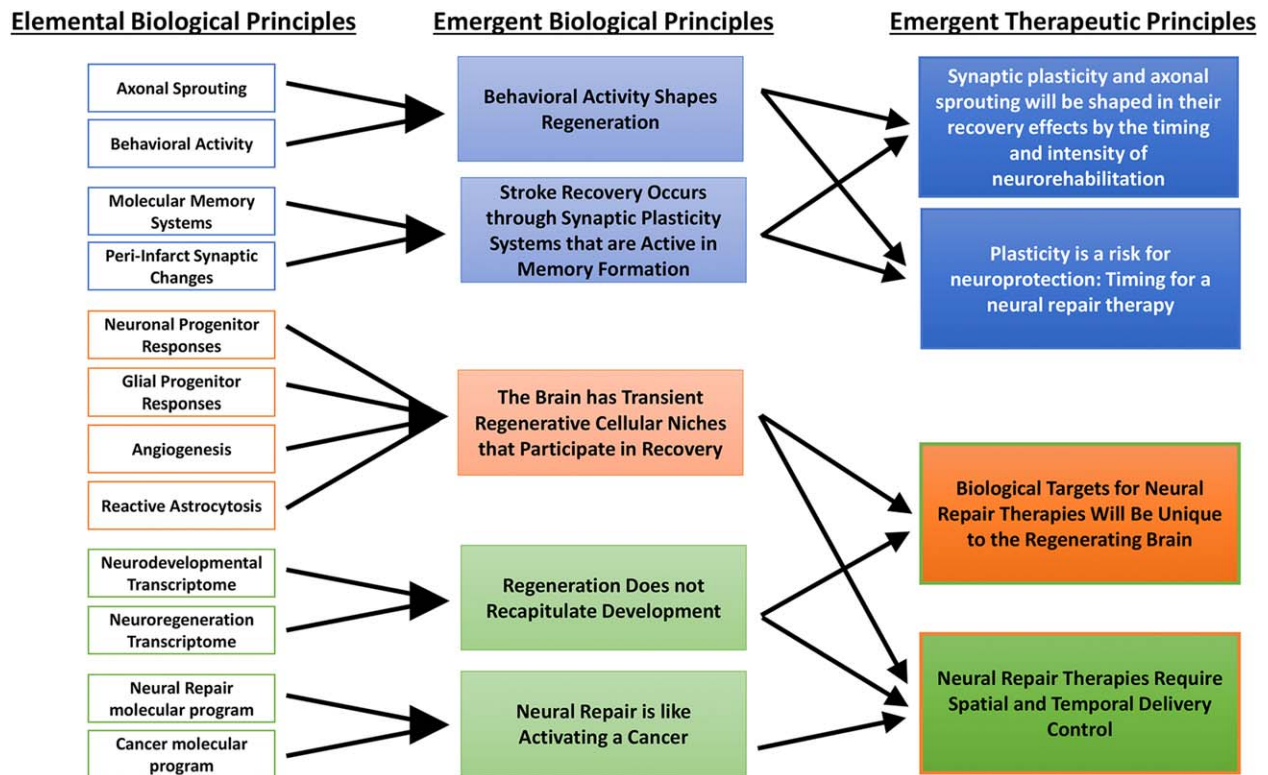 Elemental Biological Principles
Emergent Biological Principles
Emergent Therapeutic Principles
Axonal Sprouting
Behavioral Activity
Molecular Memory
Systems
Peri-Infarct Synaptic
Changes
Neuronal Progenitor
Responses
Glial Progenitor
Responses
Angiogenesis
Reactive Astrocytosis
Neurodevelopmental
Transcriptome
Neuroregeneration
Transcriptome
Neural Repair
molecular program
Cancer molecular
program
Behavioral Activity Shapes
Regeneration
Stroke Recovery Occurs
through Synaptic Plasticity
Systems that are Active in
Memory Formation
The Brain has Transient
Regenerative Cellular Niches
that Participate in Recovery
Regeneration Does not
Recapitulate Development
Neural Repair is like
Activating a Cancer
Synaptic plasticity and axonal
sprouting will be shaped in their
recovery effects by the timing
and intensity of
neurorehabilitation
Plasticity is a risk for
neuroprotection: Timing for a
neural repair therapy
Biological Targets for Neural
Repair Therapies Will Be Unique
to the Regenerating Brain
Neural Repair Therapies Require
Spatial and Temporal Delivery
Control